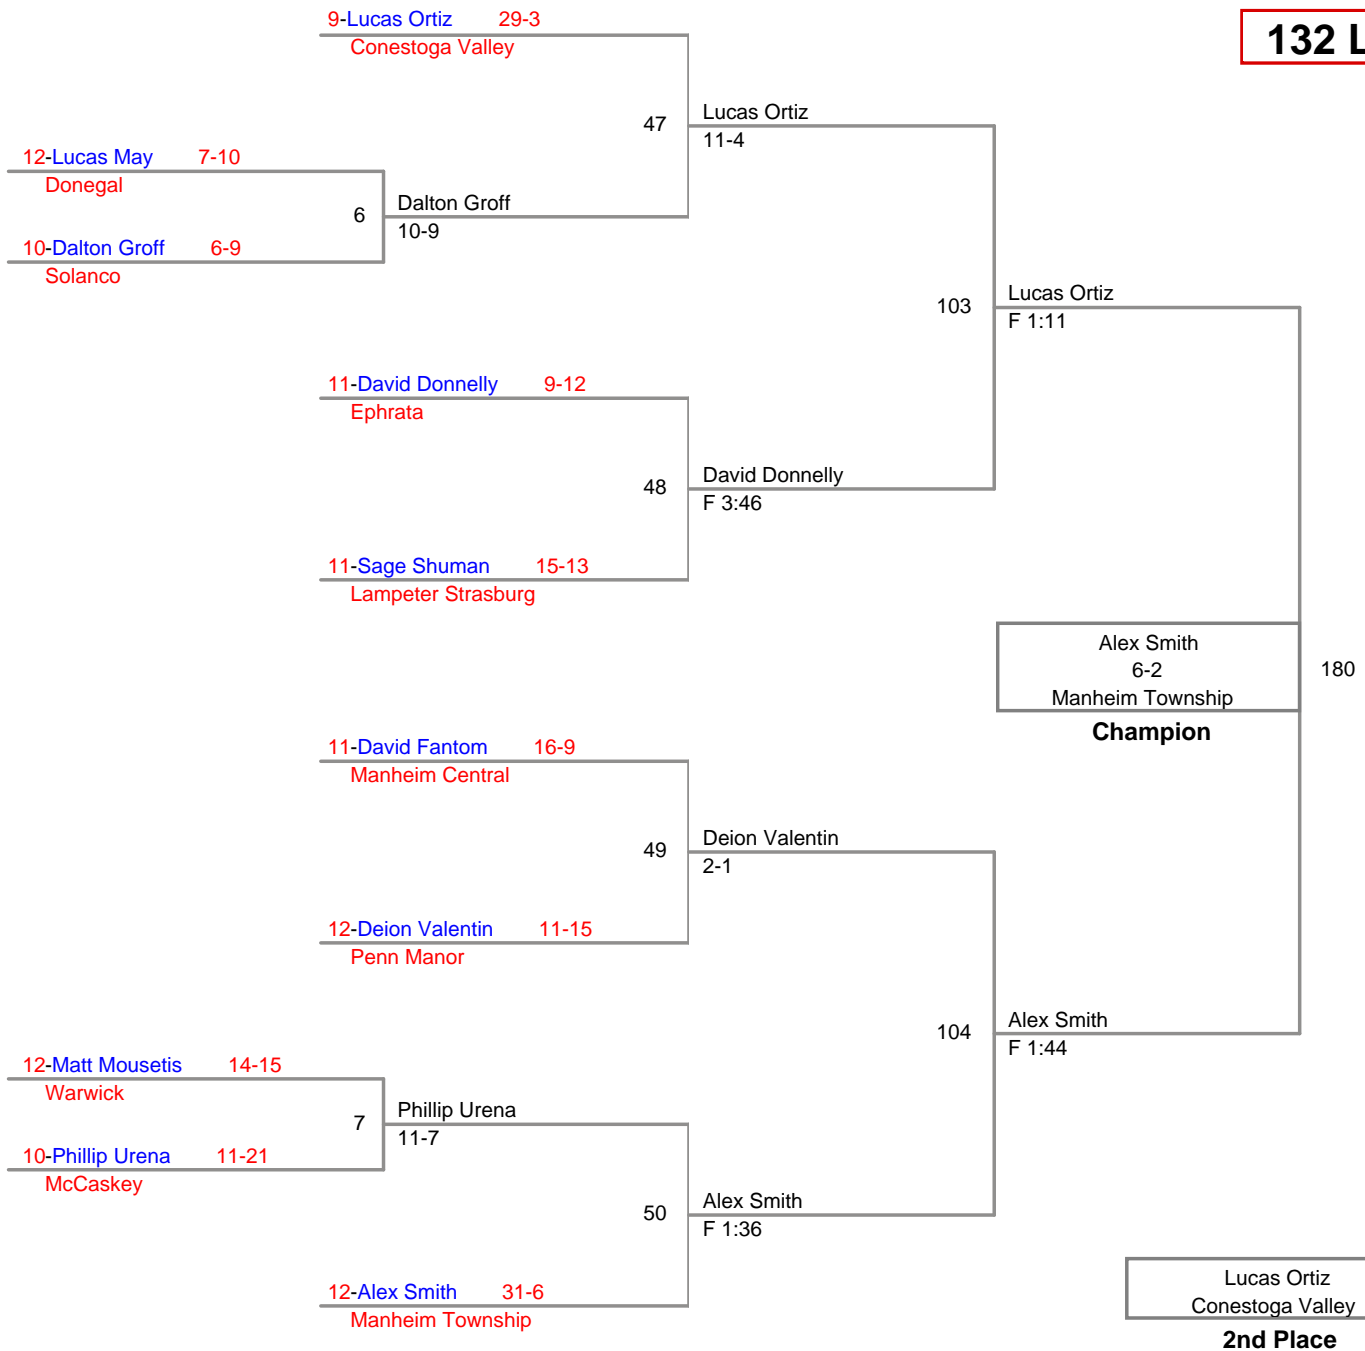 9-Lucas Ortiz 29-3
Conestoga Valley
132 L
47
Lucas Ortiz
11-4
12-Lucas May 7-10
Donegal
6
Dalton Groff
10-9
10-Dalton Groff 6-9
Solanco
103
Lucas Ortiz
F 1:11
11-David Donnelly 9-12
Ephrata
48
David Donnelly
F 3:46
11-Sage Shuman 15-13
Lampeter Strasburg
Alex Smith
6-2
Manheim Township
180
Champion
11-David Fantom 16-9
Manheim Central
49
Deion Valentin
2-1
12-Deion Valentin 11-15
Penn Manor
104
Alex Smith
F 1:44
12-Matt Mousetis 14-15
Warwick
7
Phillip Urena
11-7
10-Phillip Urena 11-21
McCaskey
50
Alex Smith
F 1:36
12-Alex Smith 31-6
Manheim Township
Lucas Ortiz
Conestoga Valley
2nd Place